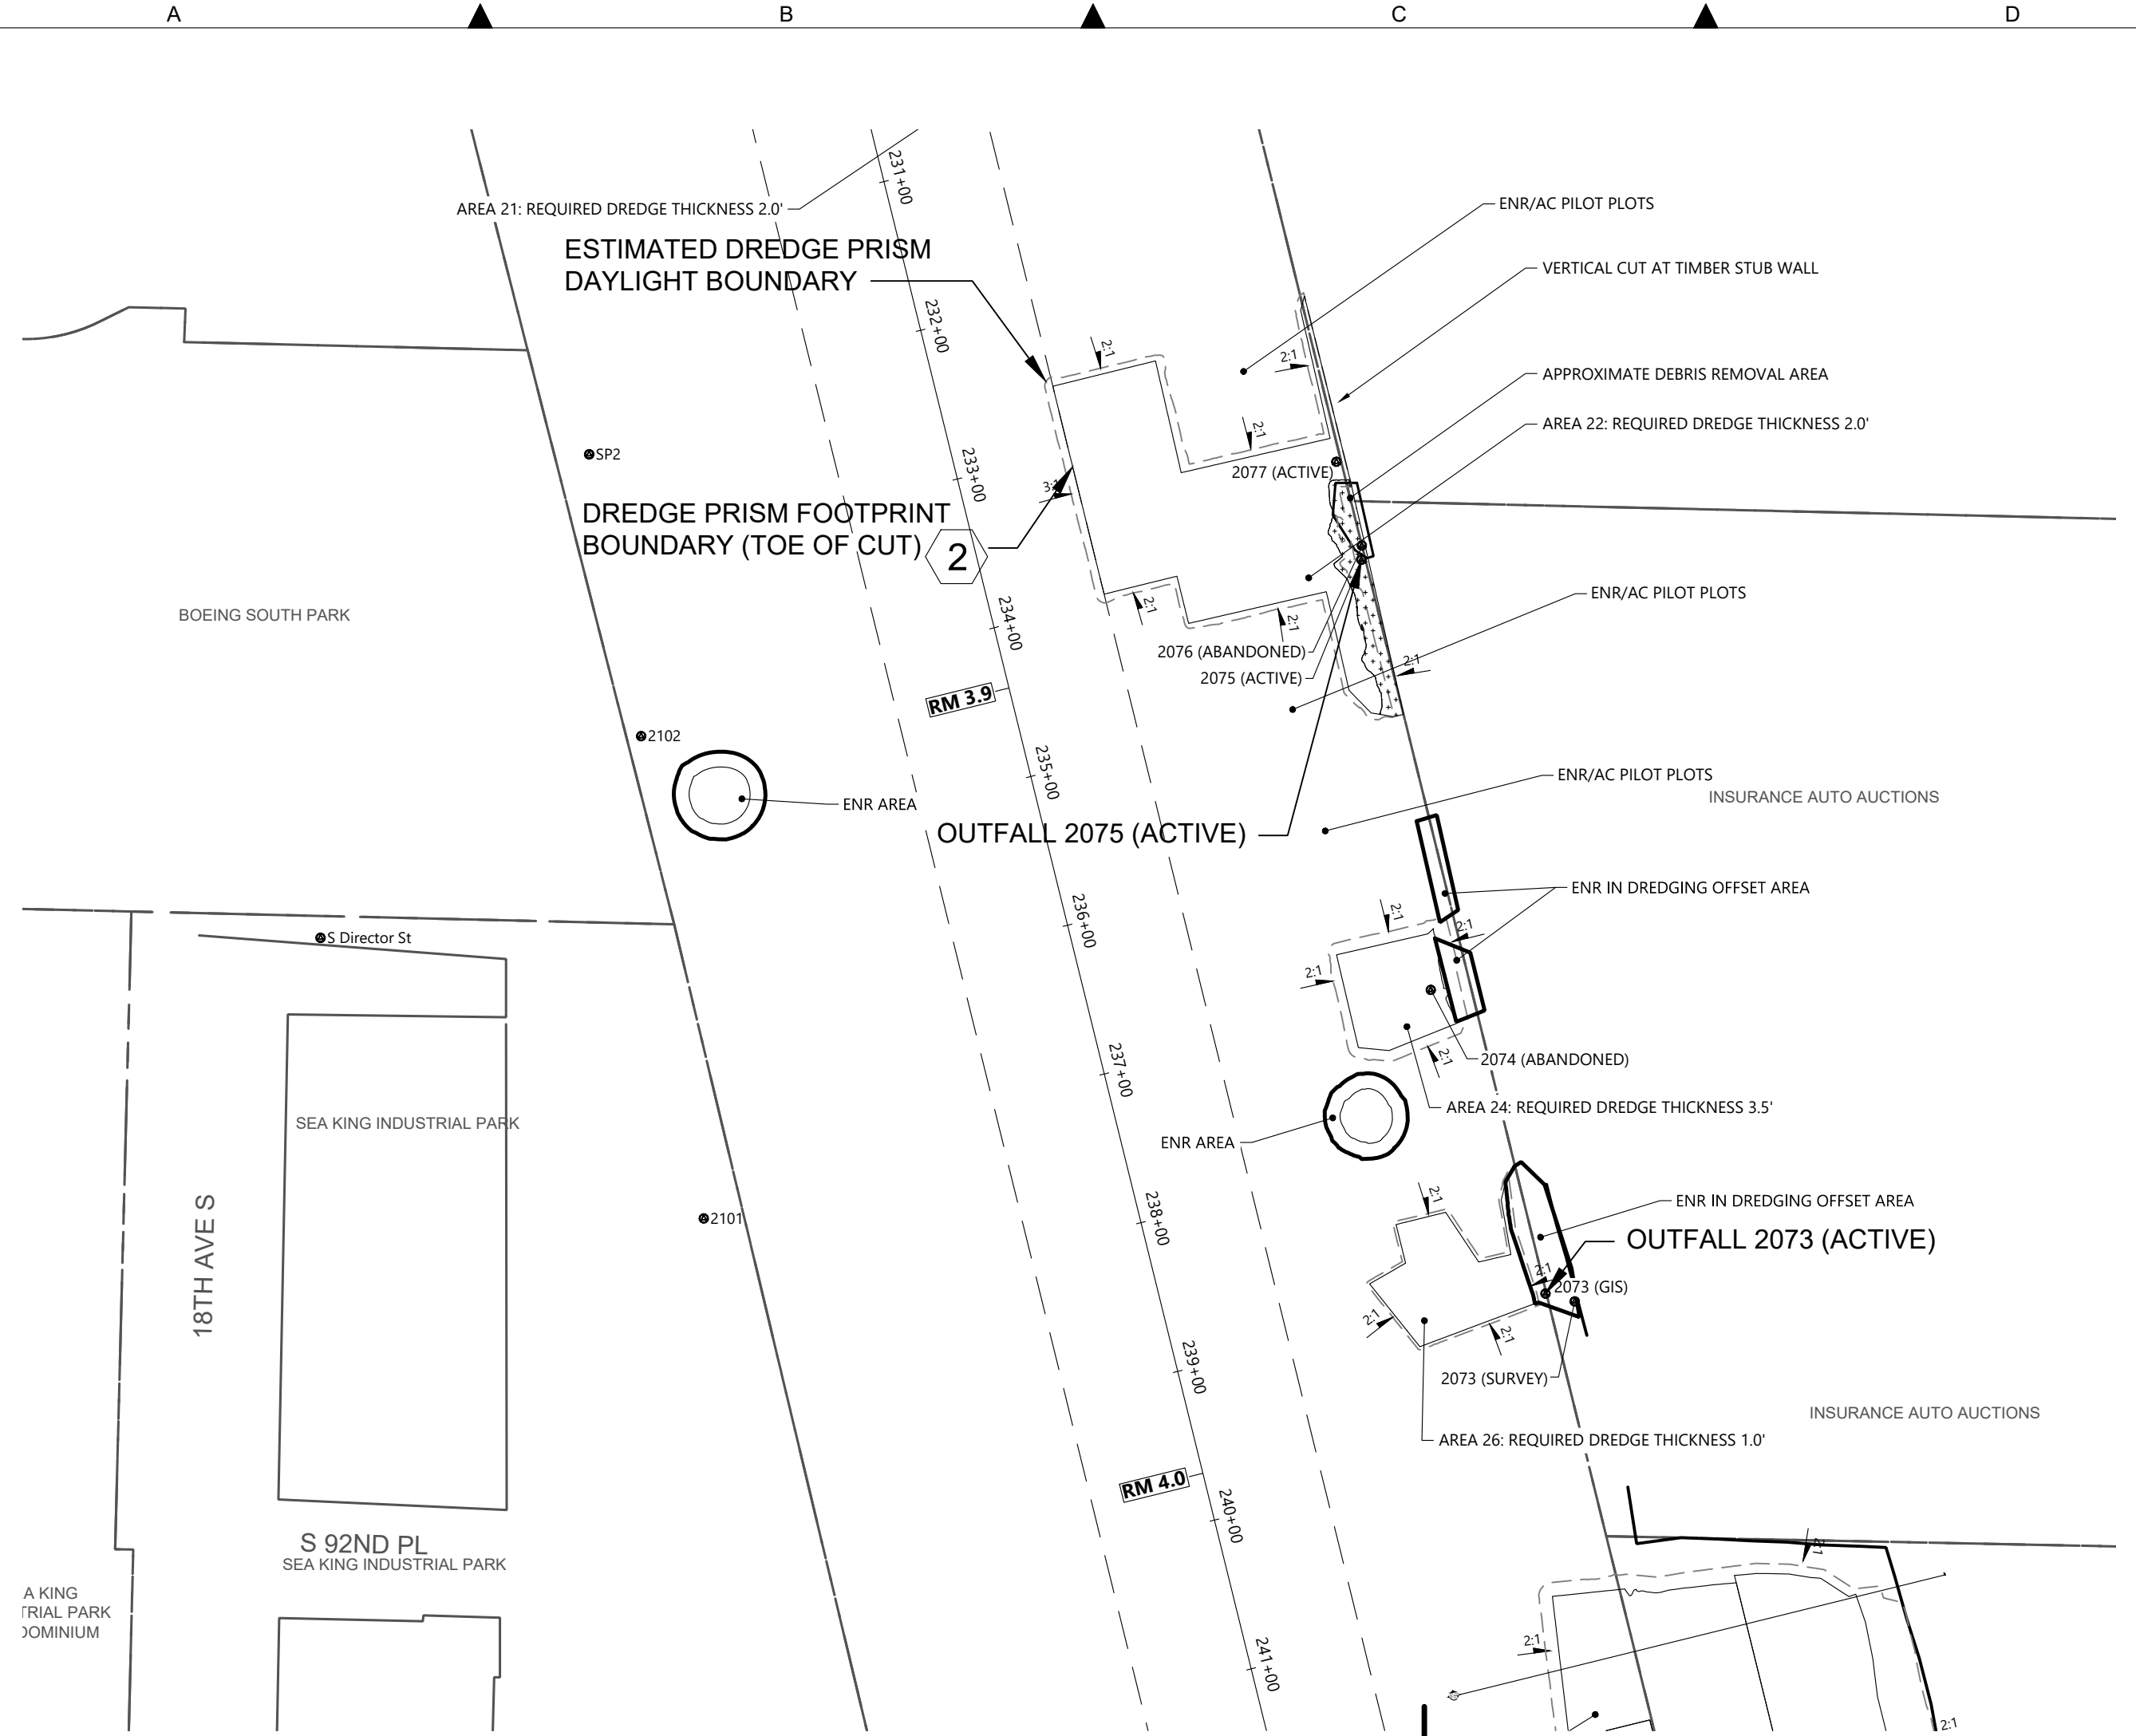 A
B
C
D
231+00
AREA 21: REQUIRED DREDGE THICKNESS 2.0'
ENR/AC PILOT PLOTS
ESTIMATED DREDGE PRISM
DAYLIGHT BOUNDARY
VERTICAL CUT AT TIMBER STUB WALL
232+00
2:1
2:1
APPROXIMATE DEBRIS REMOVAL AREA
AREA 22: REQUIRED DREDGE THICKNESS 2.0'
2:1
SP2
233+00
2077 (ACTIVE)
3:1
DREDGE PRISM FOOTPRINT
BOUNDARY (TOE OF CUT)
2
ENR/AC PILOT PLOTS
2:1
BOEING SOUTH PARK
234+00
2:1
2076 (ABANDONED)
2:1
2075 (ACTIVE)
RM 3.9
2102
235+00
ENR/AC PILOT PLOTS
INSURANCE AUTO AUCTIONS
ENR AREA
OUTFALL 2075 (ACTIVE)
ENR IN DREDGING OFFSET AREA
2:1
236+00
2:1
S Director St
2:1
2:1
2074 (ABANDONED)
237+00
AREA 24: REQUIRED DREDGE THICKNESS 3.5'
SEA KING INDUSTRIAL PARK
ENR AREA
2:1
ENR IN DREDGING OFFSET AREA
2101
238+00
OUTFALL 2073 (ACTIVE)
18TH AVE S
2:1
2073 (GIS)
2:1
2:1
239+00
2073 (SURVEY)
INSURANCE AUTO AUCTIONS
AREA 26: REQUIRED DREDGE THICKNESS 1.0'
RM 4.0
240+00
S 92ND PL
SEA KING INDUSTRIAL PARK
2:1
A KING
TRIAL PARK
DOMINIUM
2:1
241+00
2:1